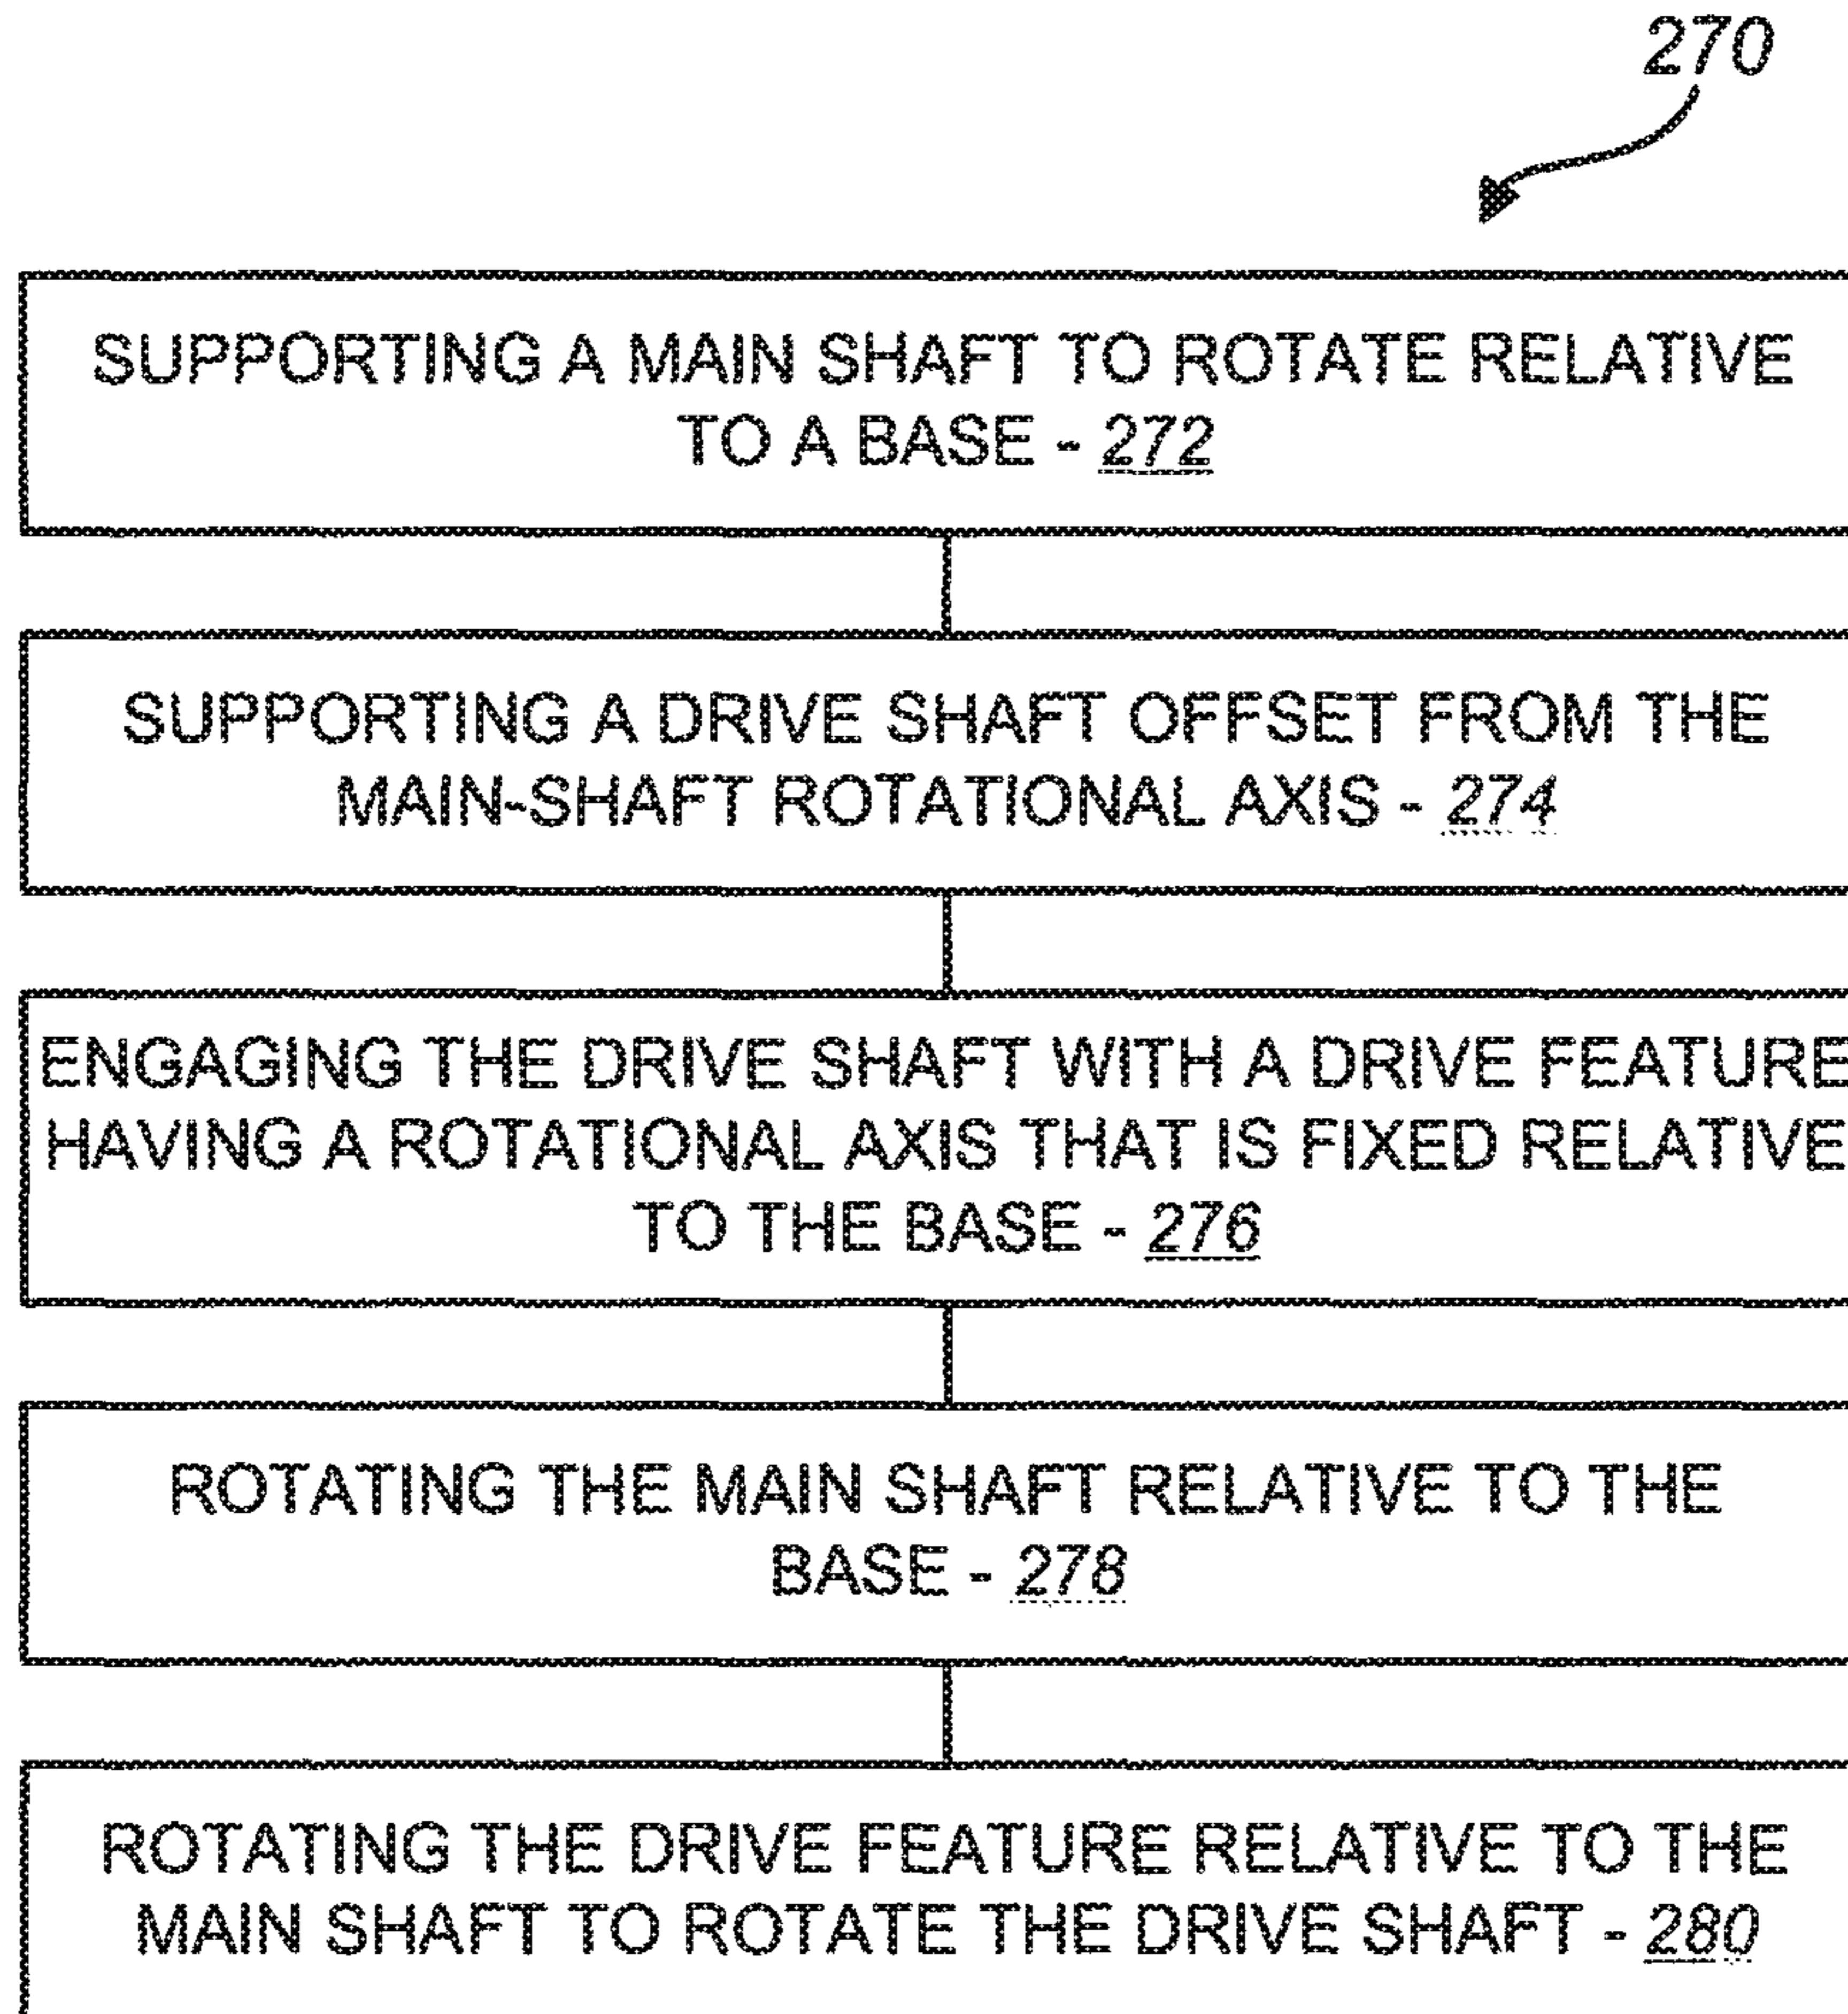 270
SUPPORTING A MAIN SHAFT TO ROTATE RELATIVE
TO A BASE - 272
SUPPORTING A DRIVE SHAFT OFFSET FROM THE
MAIN-SHAFT ROTATIONAL AXIS - 274
ENGAGING THE DRIVE SHAFT WITH A DRIVE FEATURE
HAVING A ROTATIONAL AXIS THAT IS FIXED RELATIVE
TO THE BASE - 276
ROTATING THE MAIN SHAFT RELATIVE TO THE
BASE - 278
ROTATING THE DRIVE FEATURE RELATIVE TO THE
MAIN SHAFT TO ROTATE THE DRIVE SHAFT - 280